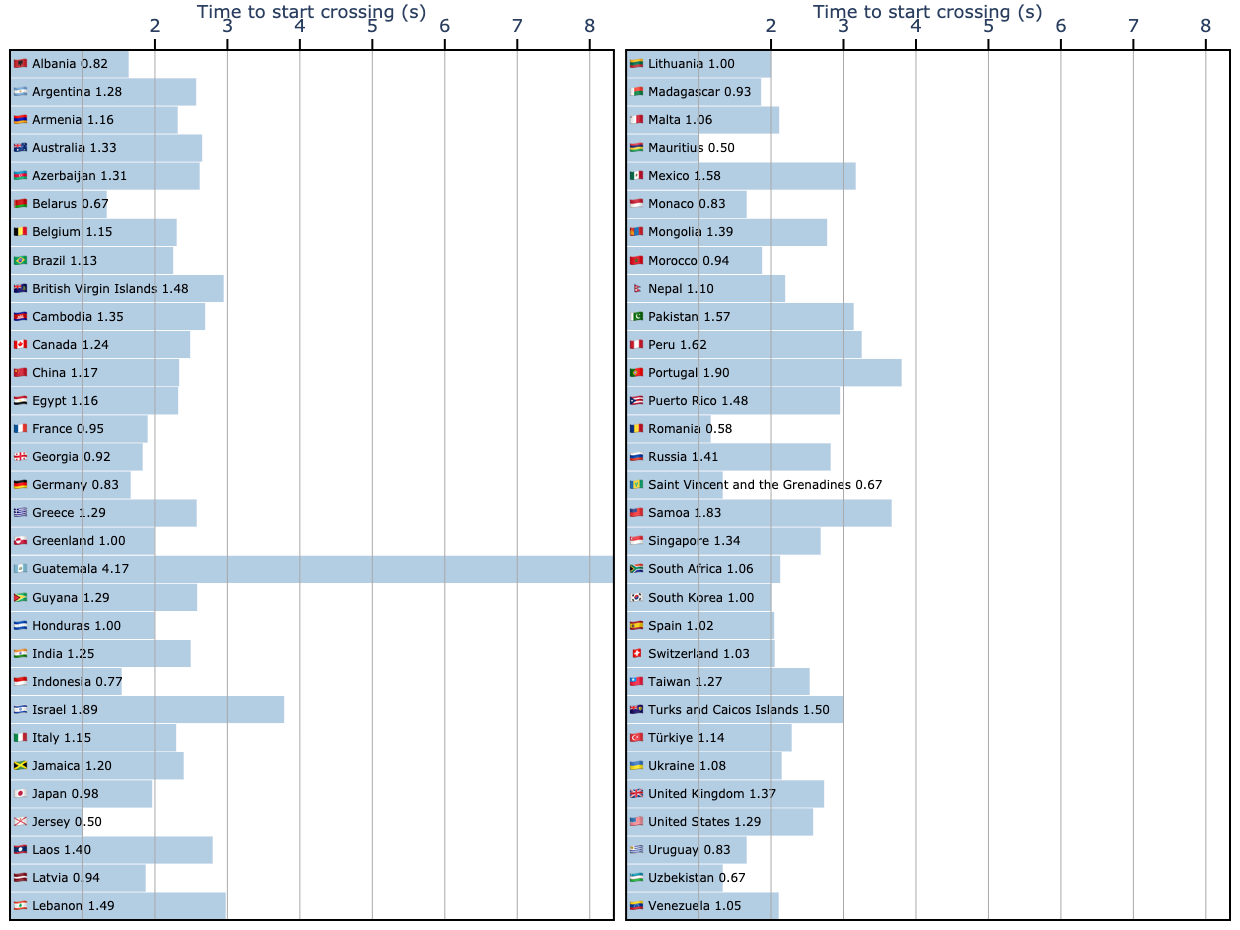 Time to start crossing (s)
2 3 4 5 6 7 8
Albania 0.82
Argentina 1.28
Armenia 1.16
Australia 1.33
Azerbaijan 1.31
Belarus 0.67
Belgium 1.15
Brazil 1.13
British Virgin Islands 1.48
Cambodia 1.35
Canada 1.24
China 1.17
Egypt 1.16
France 0.95
Georgia 0.92
Germany 0.83
Greece 1.29
Greenland 1.00
Guatemala 4.17
Guyana 1.29
Honduras 1.00
India 1.25
Indonesia 0.77
Israel 1.89
Italy 1.15
Jamaica 1.20
Japan 0.98
Jersey 0.50
Laos 1.40
Latvia 0.94
Lebanon 1.49
Time to start crossing (s)
2 3 4 5 6 7 8
Lithuania 1.00
Madagascar 0.93
Malta 1.06
Mauritius 0.50
Mexico 1.58
Monaco 0.83
Mongolia 1.39
Morocco 0.94
Nepal 1.10
Pakistan 1.57
Peru 1.62
Portugal 1.90
Puerto Rico 1.48
Romania 0.58
Russia 1.41
Saint Vincent and the Grenadines 0.67
Samoa 1.83
Singapore 1.34
South Africa 1.06
South Korea 1.00
Spain 1.02
Switzerland 1.03
Taiwan 1.27
Turks and Caicos Islands 1.50
Türkiye 1.14
Ukraine 1.08
United Kingdom 1.37
United States 1.29
Uruguay 0.83
Uzbekistan 0.67
Venezuela 1.05